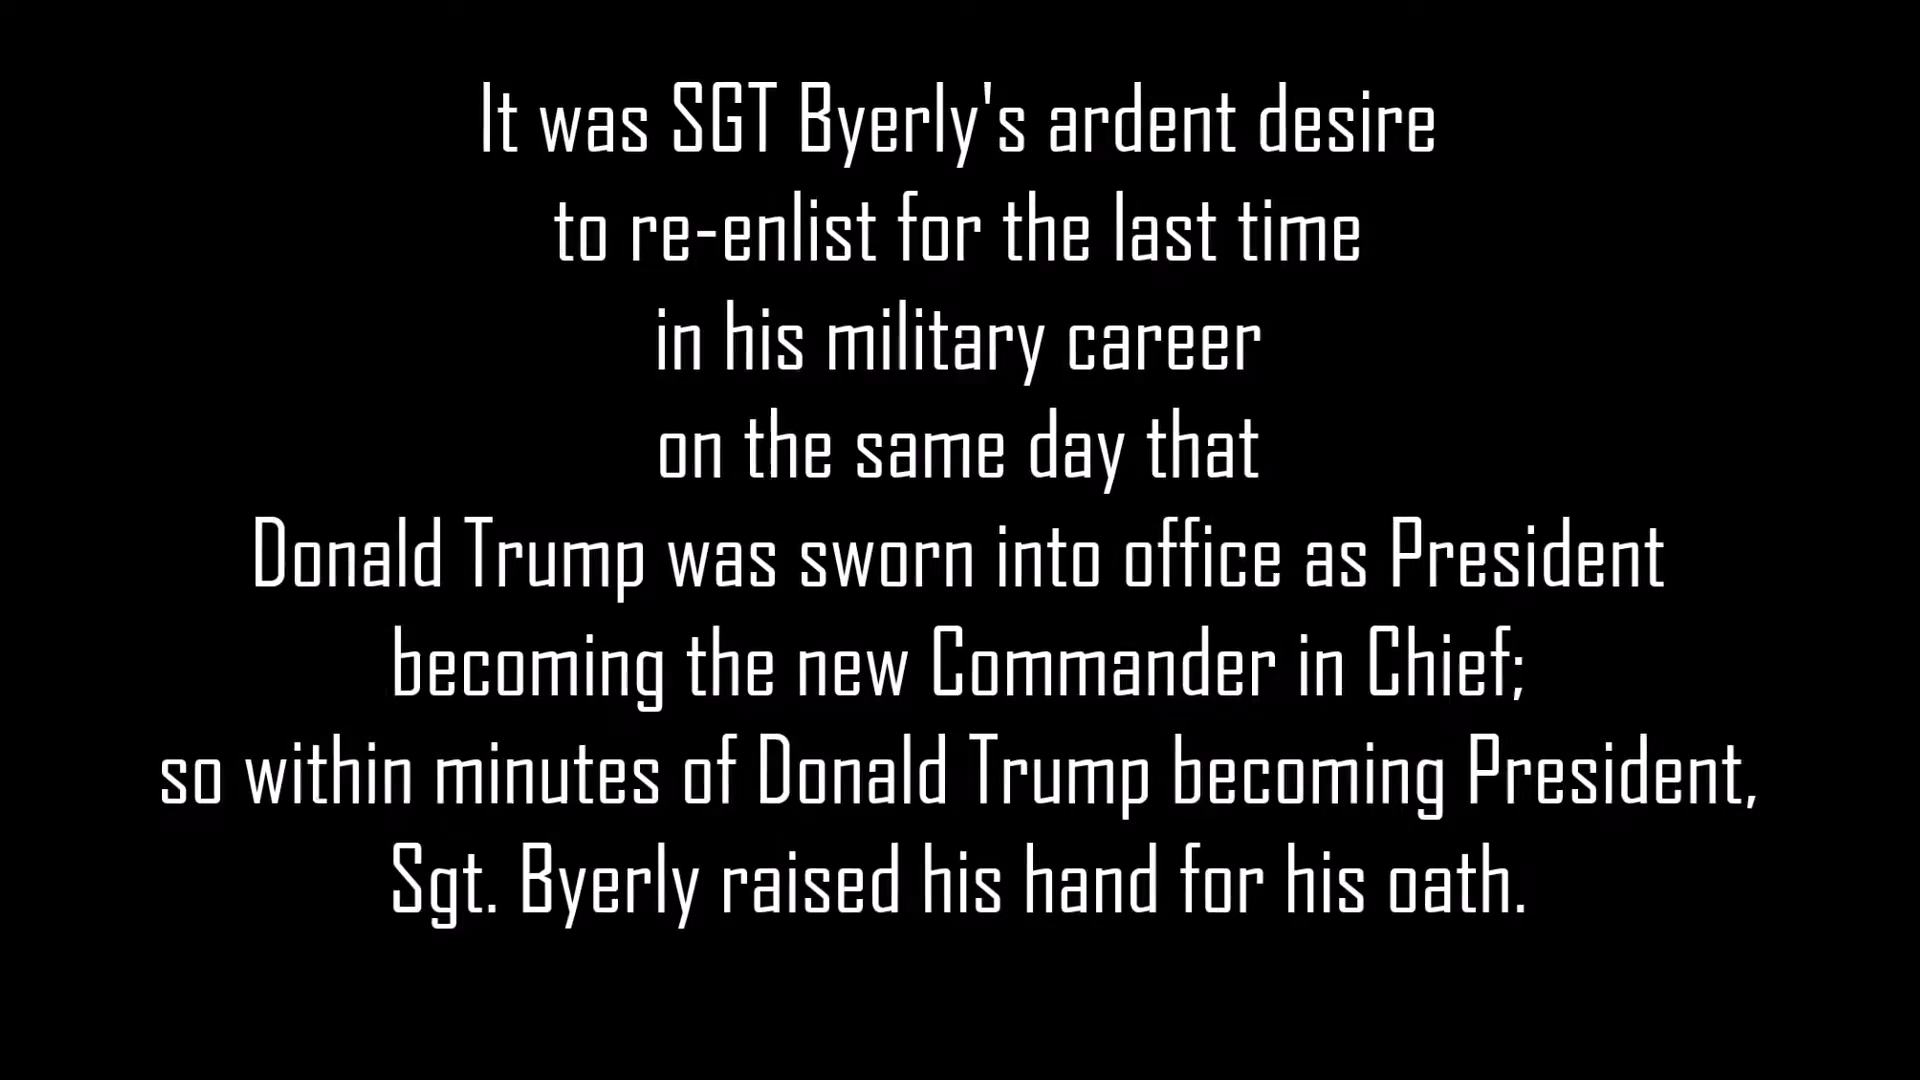 It was SGT Byerly's ardent desire
to re-enlist for the last time
in his military career
on the same day that
Donald Trump was sworn into office as President
becoming the new Commander in Chief;
so within minutes of Donald Trump becoming President,
Sgt. Byerly raised his hand for his oath.